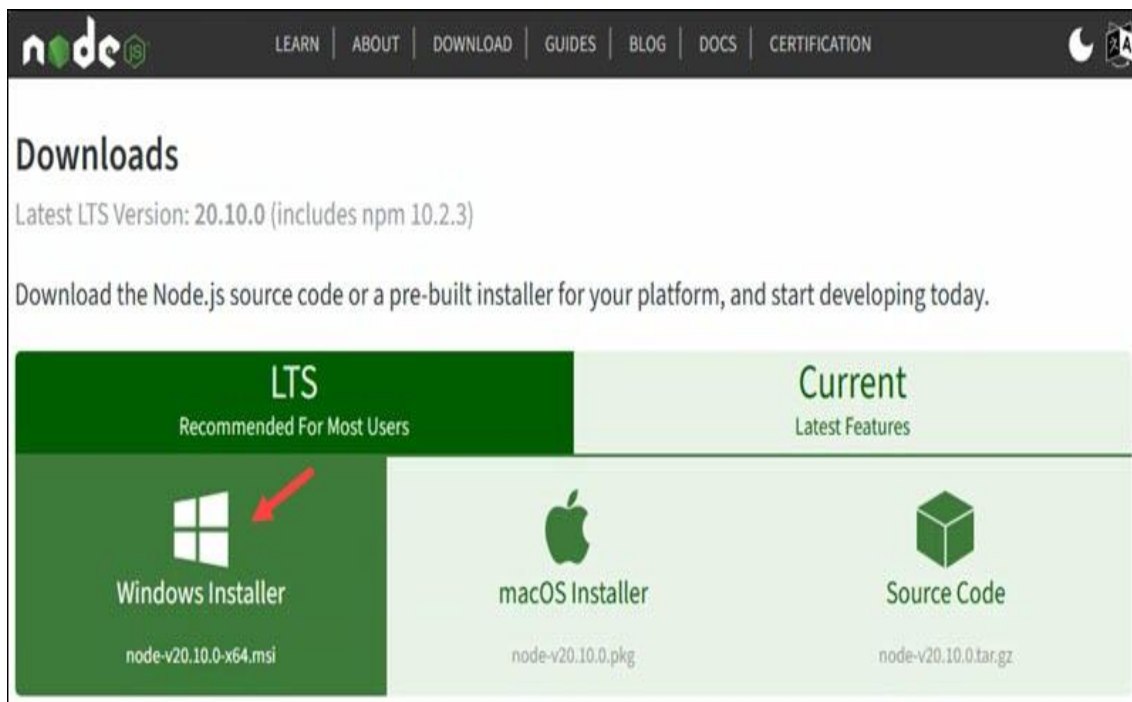 node JS
LEARN | ABOUT | DOWNLOAD | GUIDES | BLOG | DOCS | CERTIFICATION
Downloads
Latest LTS Version: 20.10.0 (includes npm 10.2.3)
Download the Node.js source code or a pre-built installer for your platform, and start developing today.
LTS
Recommended For Most Users
Current
Latest Features
Windows Installer
node-v20.10.0-x64.msi
macOS Installer
node-v20.10.0.pkg
Source Code
node-v20.10.0.tar.gz